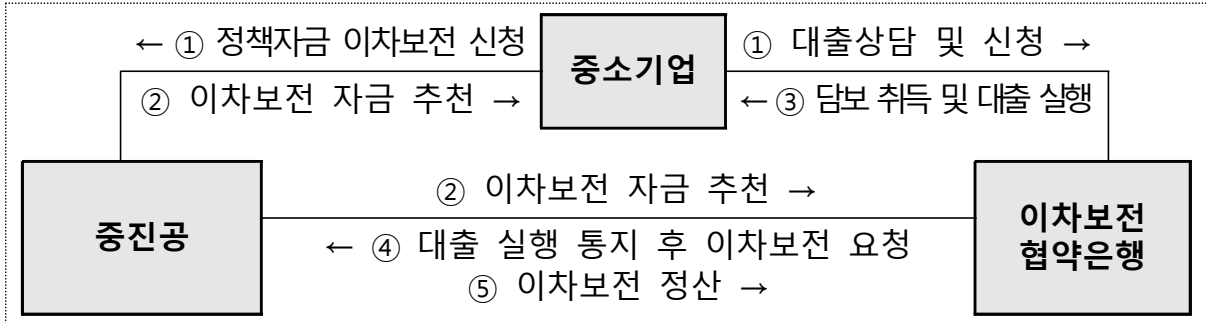 ← ① 정책자금 이차보전 신청
중소기업
① 대출상담 및 신청 →
② 이차보전 자금 추천 →
← ③ 담보 취득 및 대출 실행
중진공
② 이차보전 자금 추천 →
← ④ 대출 실행 통지 후 이차보전 요청
⑤ 이차보전 정산 →
이차보전
협약은행